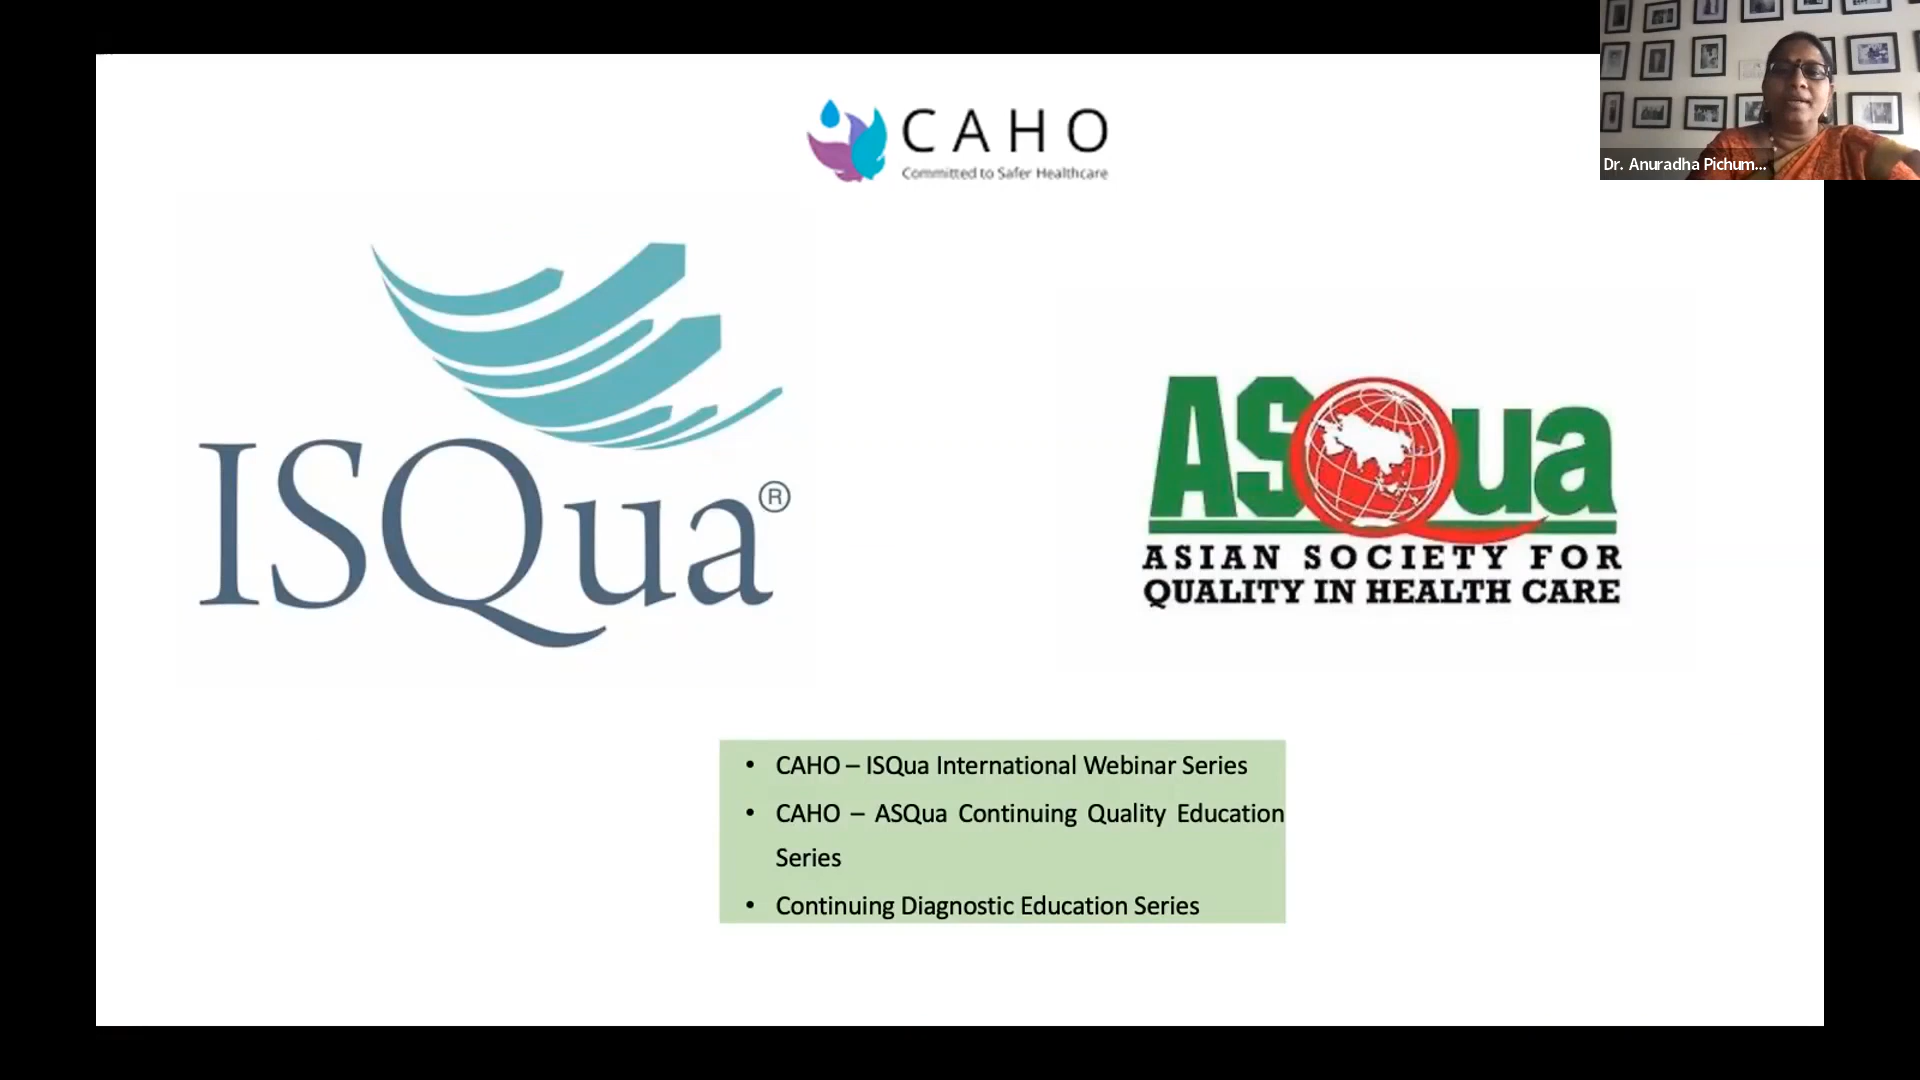 CAHO
Committed to Safer Healthcare
Dr. Anuradha Pichum...
ISQua®
ASQua
ASIAN SOCIETY FOR
QUALITY IN HEALTH CARE
• CAHO – ISQua International Webinar Series
• CAHO – ASQua Continuing Quality Education
Series
• Continuing Diagnostic Education Series